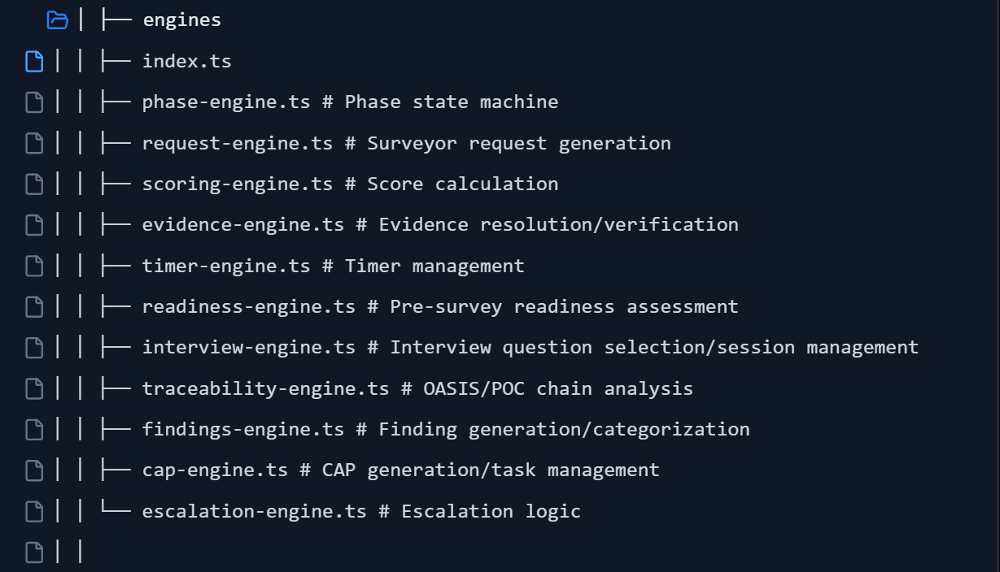 │ ├── engines
│ │ ├── index.ts
│ │ ├── phase-engine.ts # Phase state machine
│ │ ├── request-engine.ts # Surveyor request generation
│ │ ├── scoring-engine.ts # Score calculation
│ │ ├── evidence-engine.ts # Evidence resolution/verification
│ │ ├── timer-engine.ts # Timer management
│ │ ├── readiness-engine.ts # Pre-survey readiness assessment
│ │ ├── interview-engine.ts # Interview question selection/session management
│ │ ├── traceability-engine.ts # OASIS/POC chain analysis
│ │ ├── findings-engine.ts # Finding generation/categorization
│ │ ├── cap-engine.ts # CAP generation/task management
│ │ └── escalation-engine.ts # Escalation logic
│ │